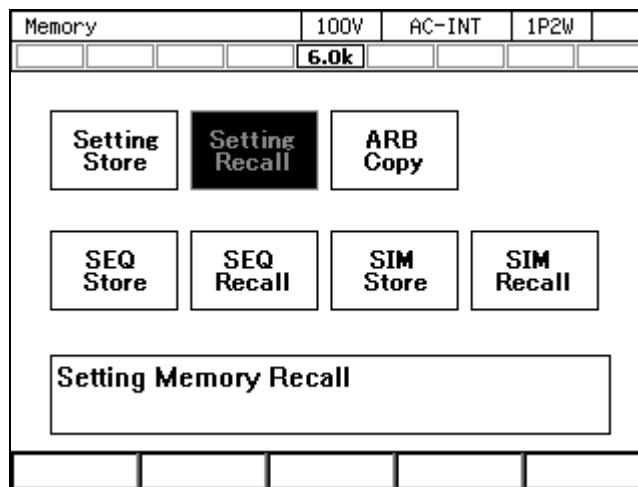 Memory 100V AC-INT 1P2W
6.0k
Setting Store
Setting Recall
ARB Copy
SEQ Store
SEQ Recall
SIM Store
SIM Recall
Setting Memory Recall